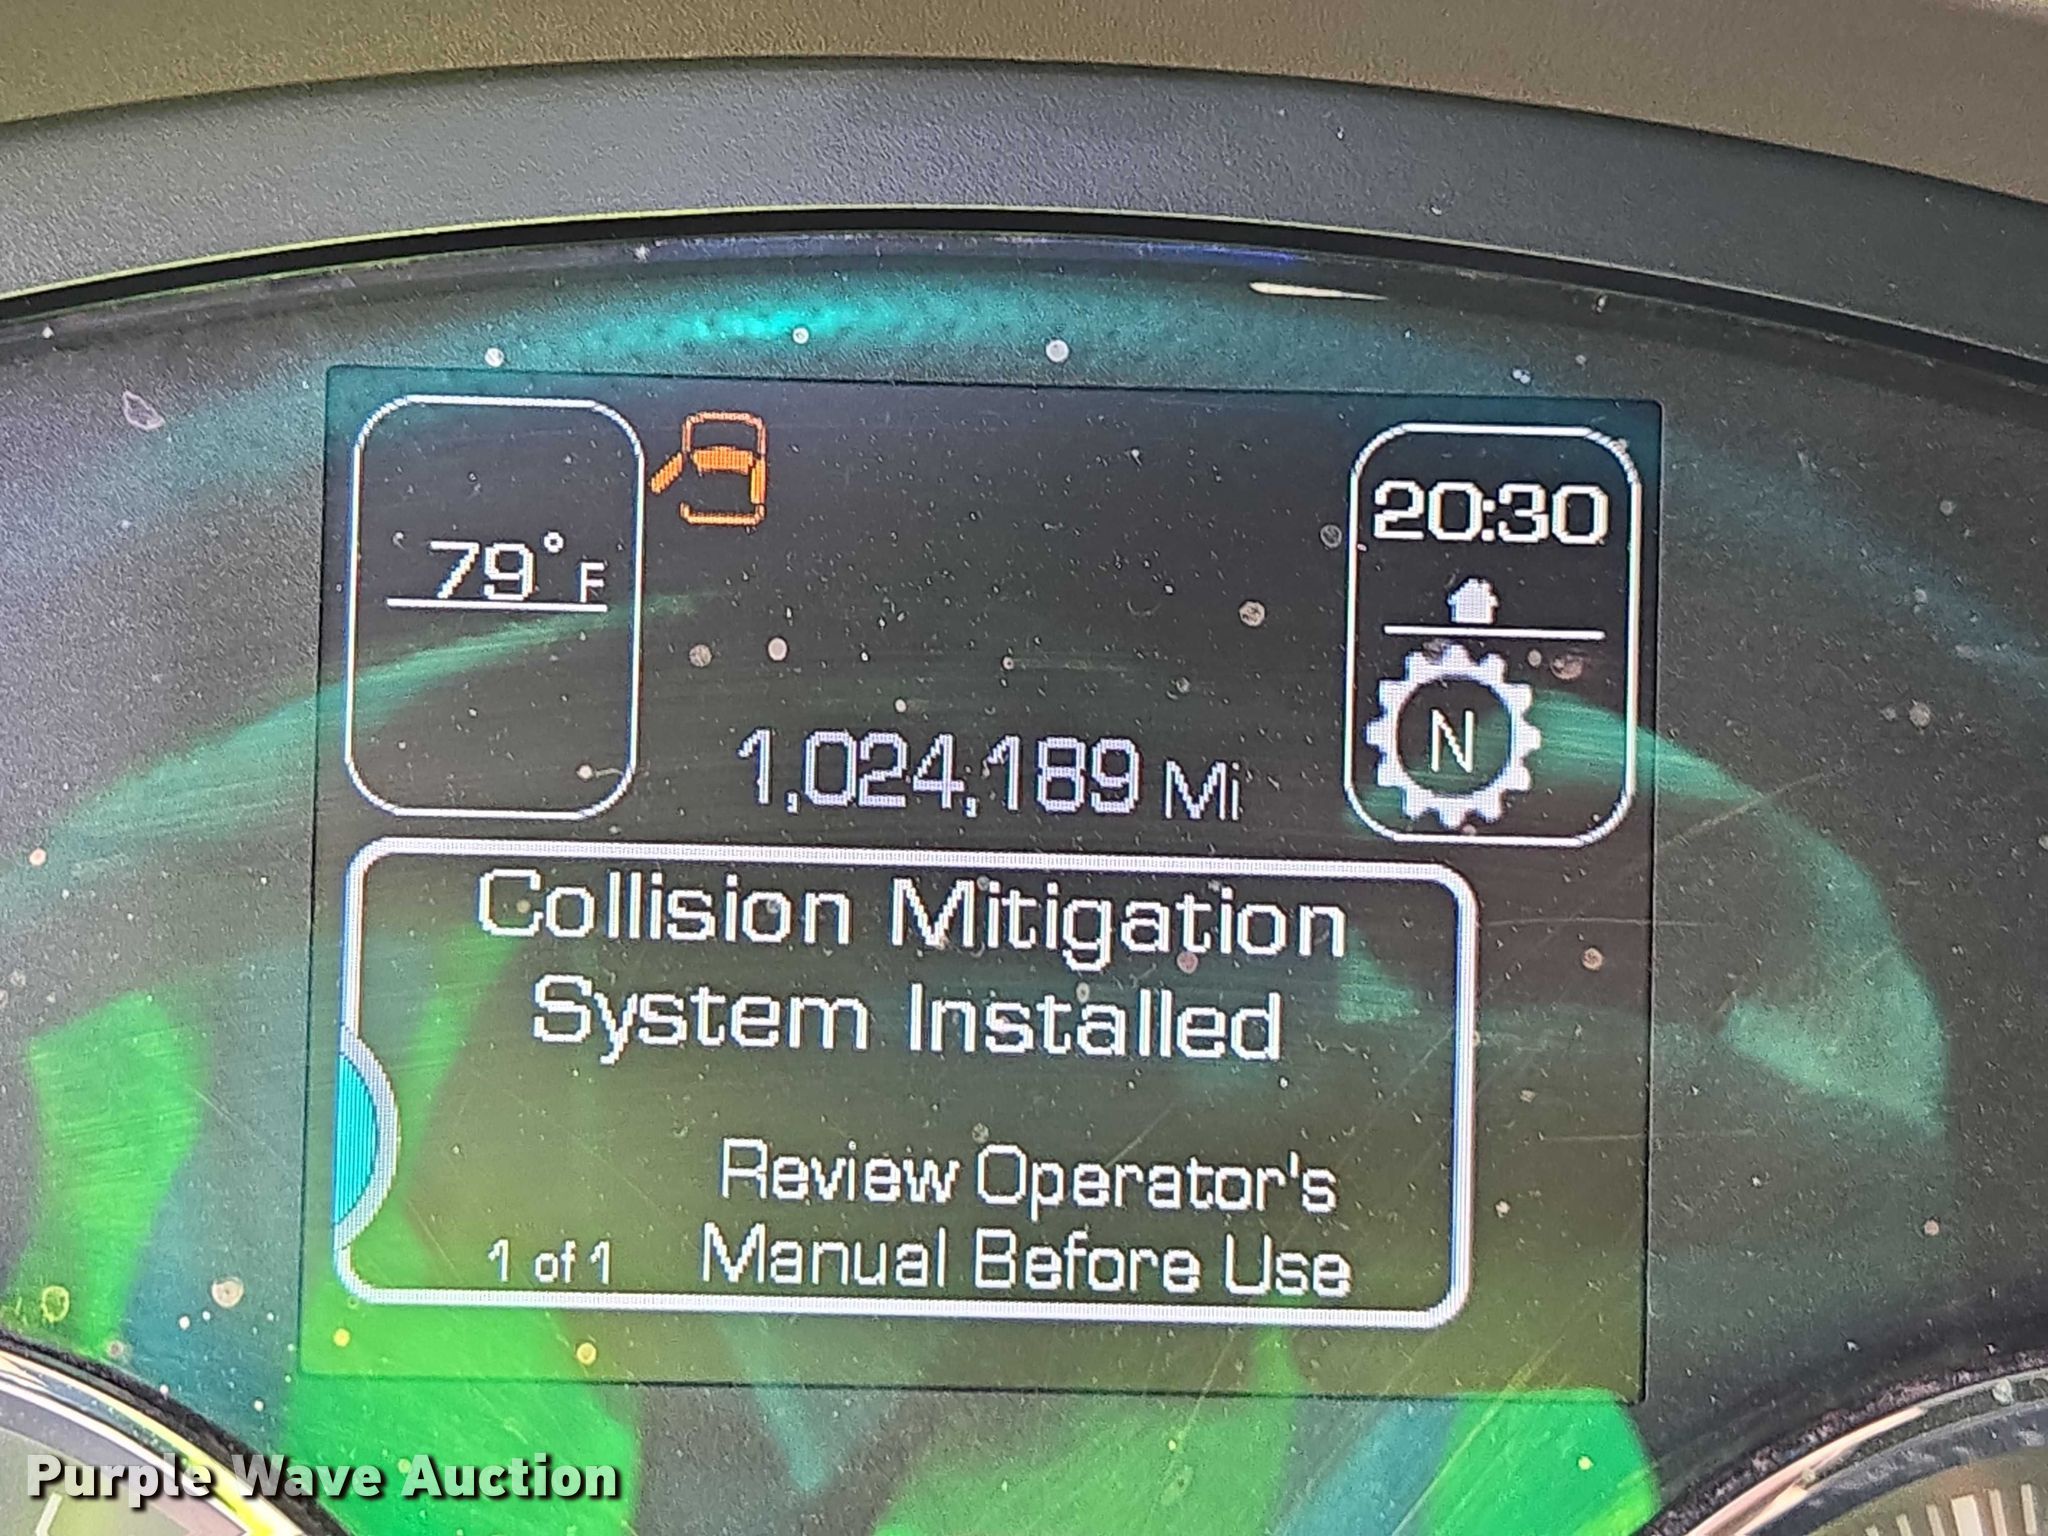 79° F
20:30
N
1,024,189 Mi
Collision Mitigation
System Installed
Review Operator's
1 of 1 Manual Before Use
Purple Wave Auction